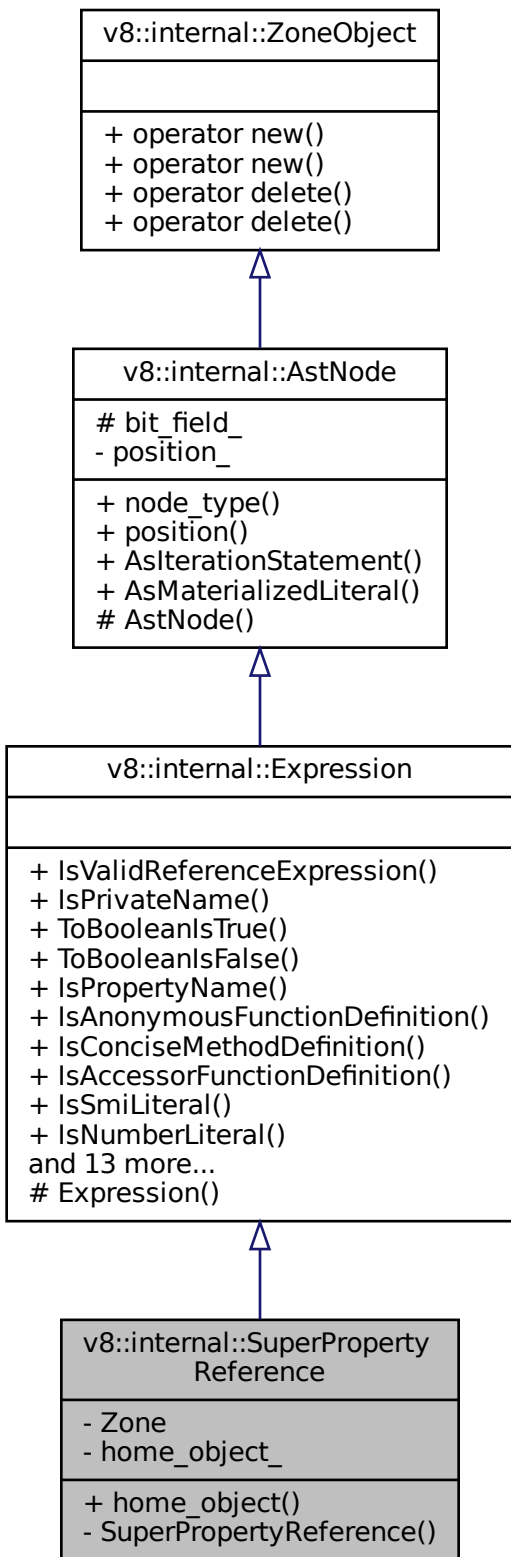 v8::internal::ZoneObject
+ operator new()
+ operator new()
+ operator delete()
+ operator delete()
v8::internal::AstNode
# bit_field_
- position_
+ node_type()
+ position()
+ AsIterationStatement()
+ AsMaterializedLiteral()
# AstNode()
v8::internal::Expression
+ IsValidReferenceExpression()
+ IsPrivateName()
+ ToBooleanIsTrue()
+ ToBooleanIsFalse()
+ IsPropertyName()
+ IsAnonymousFunctionDefinition()
+ IsConciseMethodDefinition()
+ IsAccessorFunctionDefinition()
+ IsSmiLiteral()
+ IsNumberLiteral()
and 13 more...
# Expression()
v8::internal::SuperProperty
Reference
- Zone
- home_object_
+ home_object()
- SuperPropertyReference()